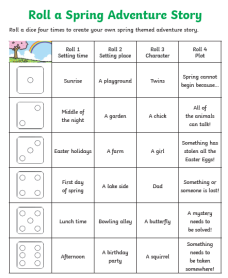 Roll a Spring Adventure Story
Roll a dice four times to create your own spring themed adventure story.
Roll 1
Setting time
Roll 2
Setting place
Roll 3
Character
Roll 4
Plot
Sunrise
A playground
Twins
Spring cannot
begin because...
Middle of
the night
A garden
A chick
All of
the animals
can talk!
Easter holidays
A farm
A girl
Something has
stolen all the
Easter Eggs!
First day
of spring
A lake side
Dad
Something or
someone is lost!
Lunch time
Bowling alley
A butterfly
A mystery
needs to
be solved!
Afternoon
A birthday
party
A squirrel
Something
needs to
be taken
somewhere!